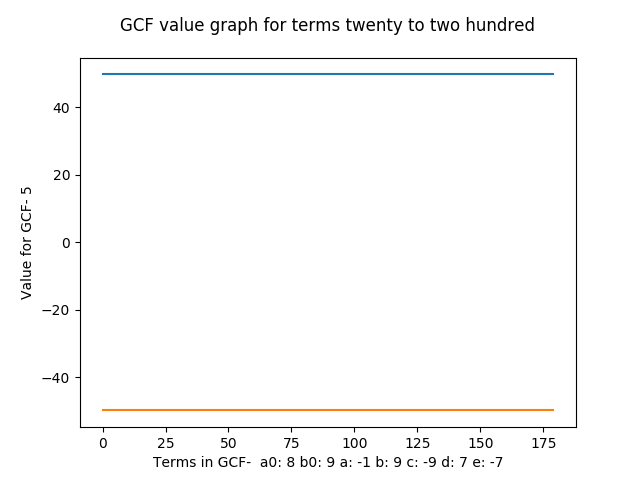 GCF value graph for terms twenty to two hundred
40
20
0
−20
−40
Value for GCF- 5
0 25 50 75 100 125 150 175
Terms in GCF-  a0: 8 b0: 9 a: -1 b: 9 c: -9 d: 7 e: -7